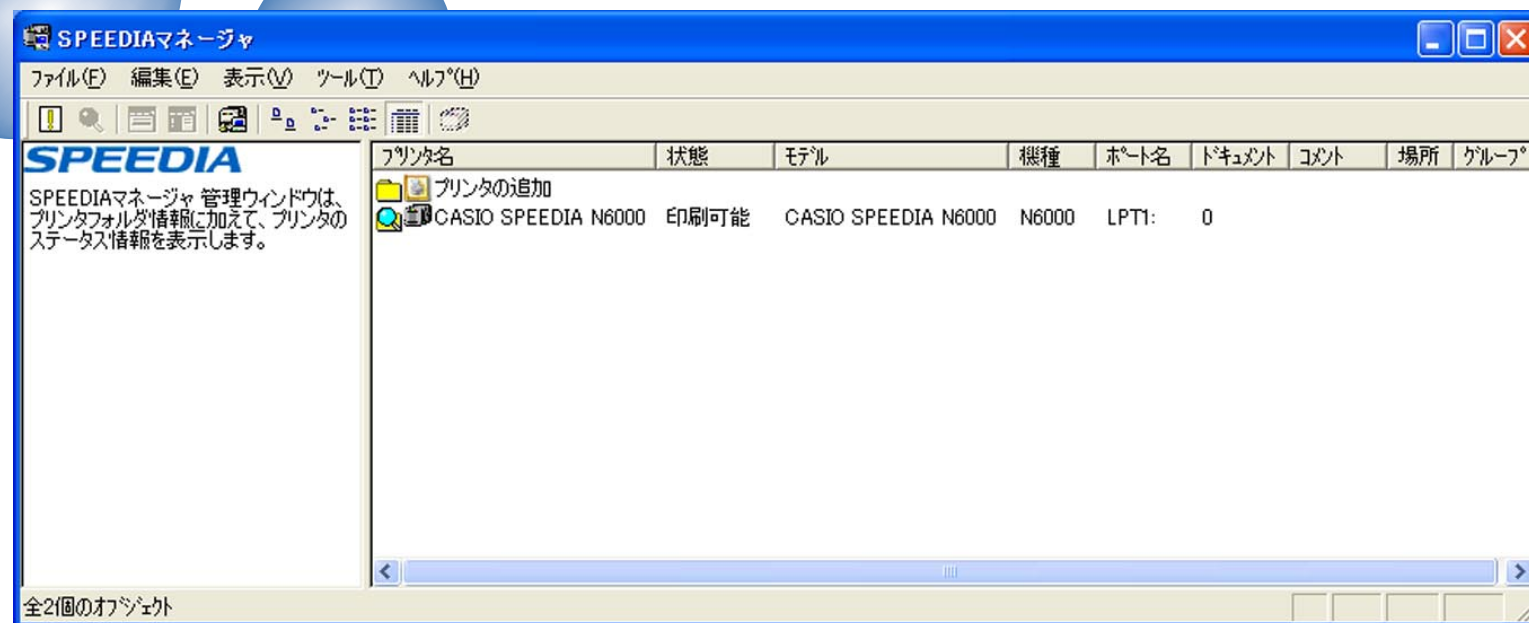 SPEEDIAマネージャ
ファイル(F) 編集(E) 表示(V) ツール(T) ヘルプ(H)
SPEEDIA
SPEEDIAマネージャ 管理ウィンドウは、
プリンタフォルダ情報に加えて、プリンタの
ステータス情報を表示します。
プリンタ名 状態 モデル 機種 ポート名 ドキュメント コメント 場所 グループ
プリンタの追加
CASIO SPEEDIA N6000 印刷可能 CASIO SPEEDIA N6000 N6000 LPT1: 0
全2個のオブジェクト